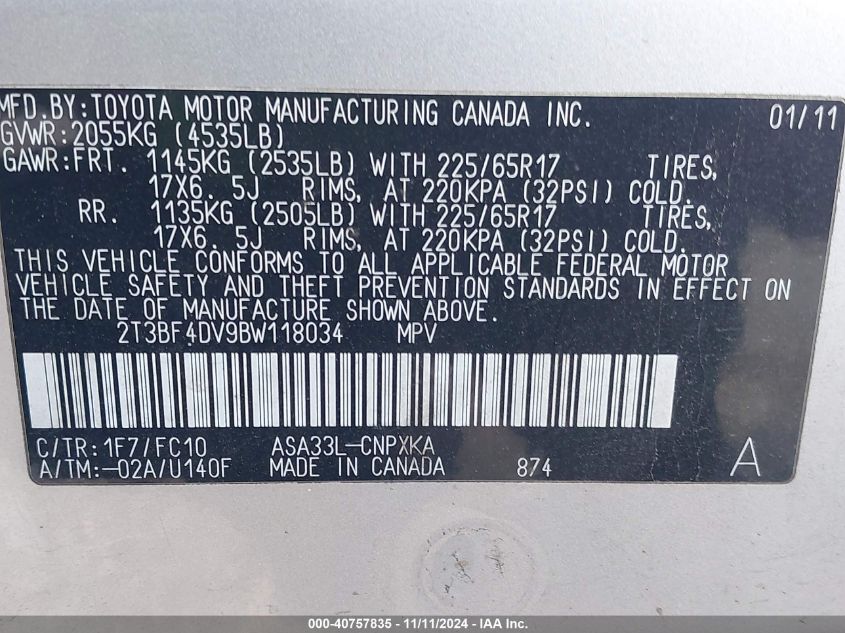 MFD.BY:TOYOTA MOTOR MANUFACTURING CANADA INC. 01/11
GVWR:2055KG (4535LB)
GAWR:FRT. 1145KG (2535LB) WITH 225/65R17 TIRES,
17X6. 5J RIMS, AT 220KPA (32PSI) COLD.
RR. 1135KG (2505LB) WITH 225/65R17 TIRES,
17X6. 5J RIMS, AT 220KPA (32PSI) COLD.
THIS VEHICLE CONFORMS TO ALL APPLICABLE FEDERAL MOTOR
VEHICLE SAFETY AND THEFT PREVENTION STANDARDS IN EFFECT ON
THE DATE OF MANUFACTURE SHOWN ABOVE.
2T3BF4DV9BW118034 MPV
C/TR:1F7/FC10 ASA33L-CNPXKA
A/TM:-02A/U140F MADE IN CANADA 874 A
000-40757835 - 11/11/2024 - IAA Inc.